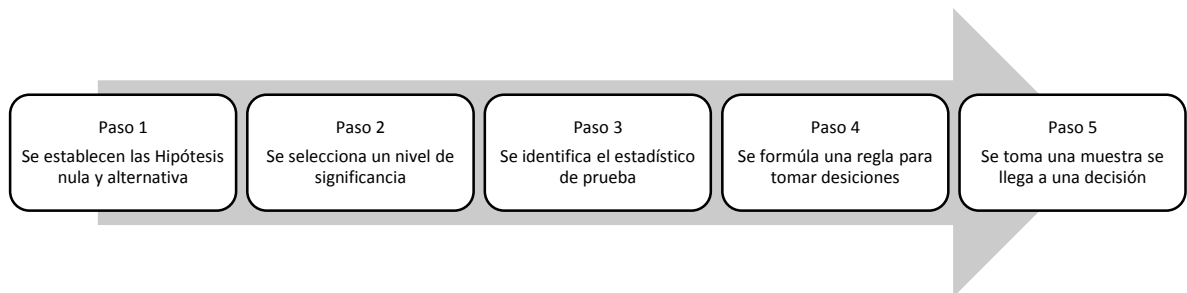 Paso 1
Se establecen las Hipótesis
nula y alternativa
Paso 2
Se selecciona un nivel de
significancia
Paso 3
Se identifica el estadístico
de prueba
Paso 4
Se formúla una regla para
tomar desiciones
Paso 5
Se toma una muestra se
llega a una decisión